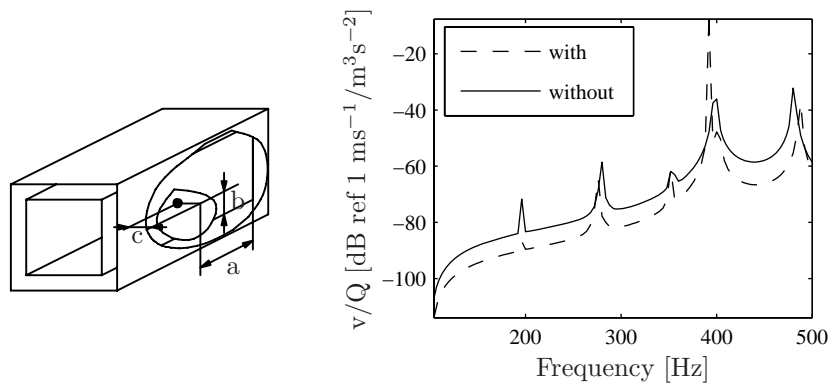 b
c
a
v/Q [dB ref 1 ms⁻¹/m³s⁻²]
with
without
−20
−40
−60
−80
−100
200
300
400
500
Frequency [Hz]